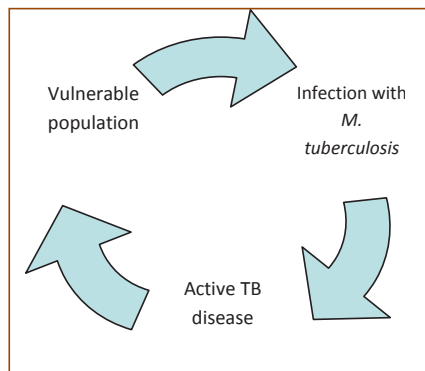 Vulnerable
population
Infection with
M.
tuberculosis
Active TB
disease